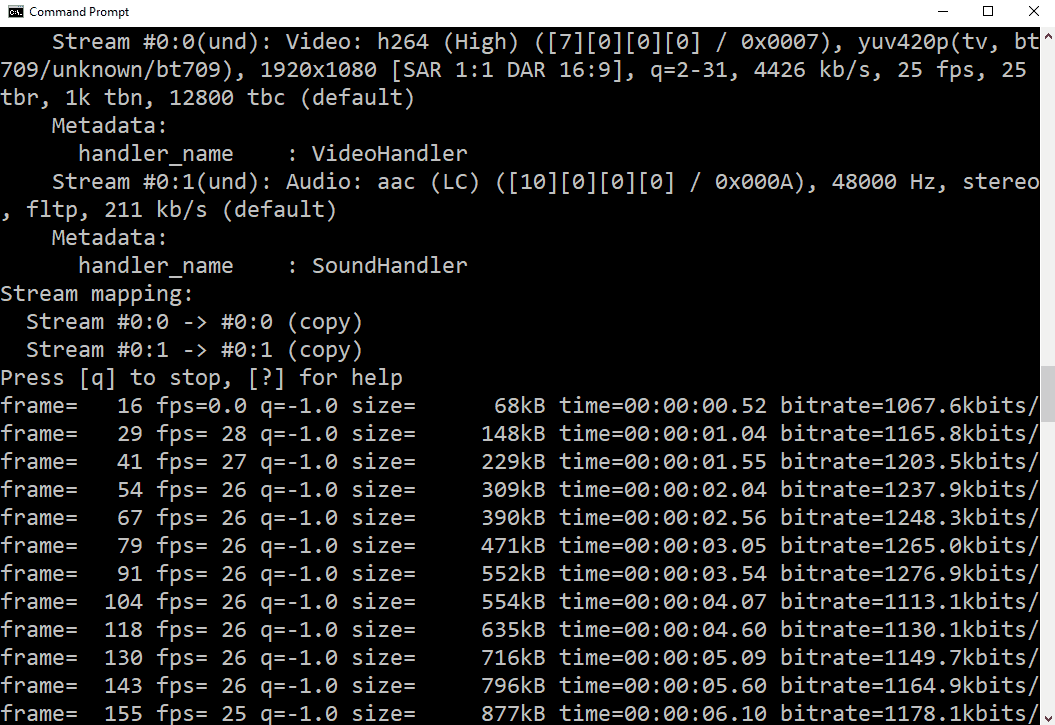 Command Prompt
    Stream #0:0(und): Video: h264 (High) ([7][0][0][0] / 0x0007), yuv420p(tv, bt
709/unknown/bt709), 1920x1080 [SAR 1:1 DAR 16:9], q=2-31, 4426 kb/s, 25 fps, 25
tbr, 1k tbn, 12800 tbc (default)
    Metadata:
      handler_name    : VideoHandler
    Stream #0:1(und): Audio: aac (LC) ([10][0][0][0] / 0x000A), 48000 Hz, stereo
, fltp, 211 kb/s (default)
    Metadata:
      handler_name    : SoundHandler
Stream mapping:
  Stream #0:0 -> #0:0 (copy)
  Stream #0:1 -> #0:1 (copy)
Press [q] to stop, [?] for help
frame=   16 fps=0.0 q=-1.0 size=      68kB time=00:00:00.52 bitrate=1067.6kbits/
frame=   29 fps= 28 q=-1.0 size=     148kB time=00:00:01.04 bitrate=1165.8kbits/
frame=   41 fps= 27 q=-1.0 size=     229kB time=00:00:01.55 bitrate=1203.5kbits/
frame=   54 fps= 26 q=-1.0 size=     309kB time=00:00:02.04 bitrate=1237.9kbits/
frame=   67 fps= 26 q=-1.0 size=     390kB time=00:00:02.56 bitrate=1248.3kbits/
frame=   79 fps= 26 q=-1.0 size=     471kB time=00:00:03.05 bitrate=1265.0kbits/
frame=   91 fps= 26 q=-1.0 size=     552kB time=00:00:03.54 bitrate=1276.9kbits/
frame=  104 fps= 26 q=-1.0 size=     554kB time=00:00:04.07 bitrate=1113.1kbits/
frame=  118 fps= 26 q=-1.0 size=     635kB time=00:00:04.60 bitrate=1130.1kbits/
frame=  130 fps= 26 q=-1.0 size=     716kB time=00:00:05.09 bitrate=1149.7kbits/
frame=  143 fps= 26 q=-1.0 size=     796kB time=00:00:05.60 bitrate=1164.9kbits/
frame=  155 fps= 25 q=-1.0 size=     877kB time=00:00:06.10 bitrate=1178.1kbits/